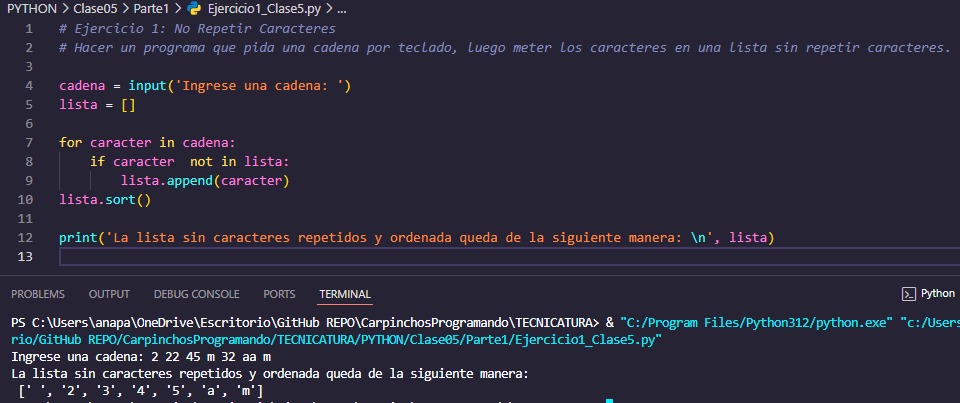 PYTHON > Clase05 > Parte1 > Ejercicio1_Clase5.py > ...
1 # Ejercicio 1: No Repetir Caracteres
2 # Hacer un programa que pida una cadena por teclado, luego meter los caracteres en una lista sin repetir caracteres.
3
4 cadena = input('Ingrese una cadena: ')
5 lista = []
6
7 for caracter in cadena:
8     if caracter  not in lista:
9         lista.append(caracter)
10 lista.sort()
11
12 print('La lista sin caracteres repetidos y ordenada queda de la siguiente manera: \n', lista)
13
PROBLEMS OUTPUT DEBUG CONSOLE PORTS TERMINAL Python
PS C:\Users\anapa\OneDrive\Escritorio\GitHub REPO\CarpinchosProgramando\TECNICATURA> & "C:/Program Files/Python312/python.exe" "c:/Users
rio/GitHub REPO/CarpinchosProgramando/TECNICATURA/PYTHON/Clase05/Parte1/Ejercicio1_Clase5.py"
Ingrese una cadena: 2 22 45 m 32 aa m
La lista sin caracteres repetidos y ordenada queda de la siguiente manera:
 [' ', '2', '3', '4', '5', 'a', 'm']